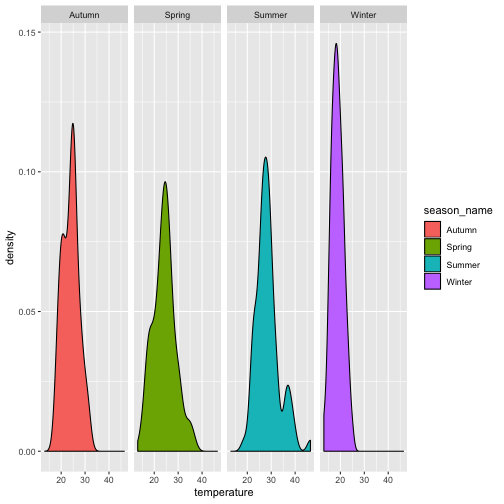 Autumn Spring Summer Winter
0.15
0.10
0.05
0.00
density
20 30 40 20 30 40 20 30 40 20 30 40
temperature
season_name
Autumn
Spring
Summer
Winter